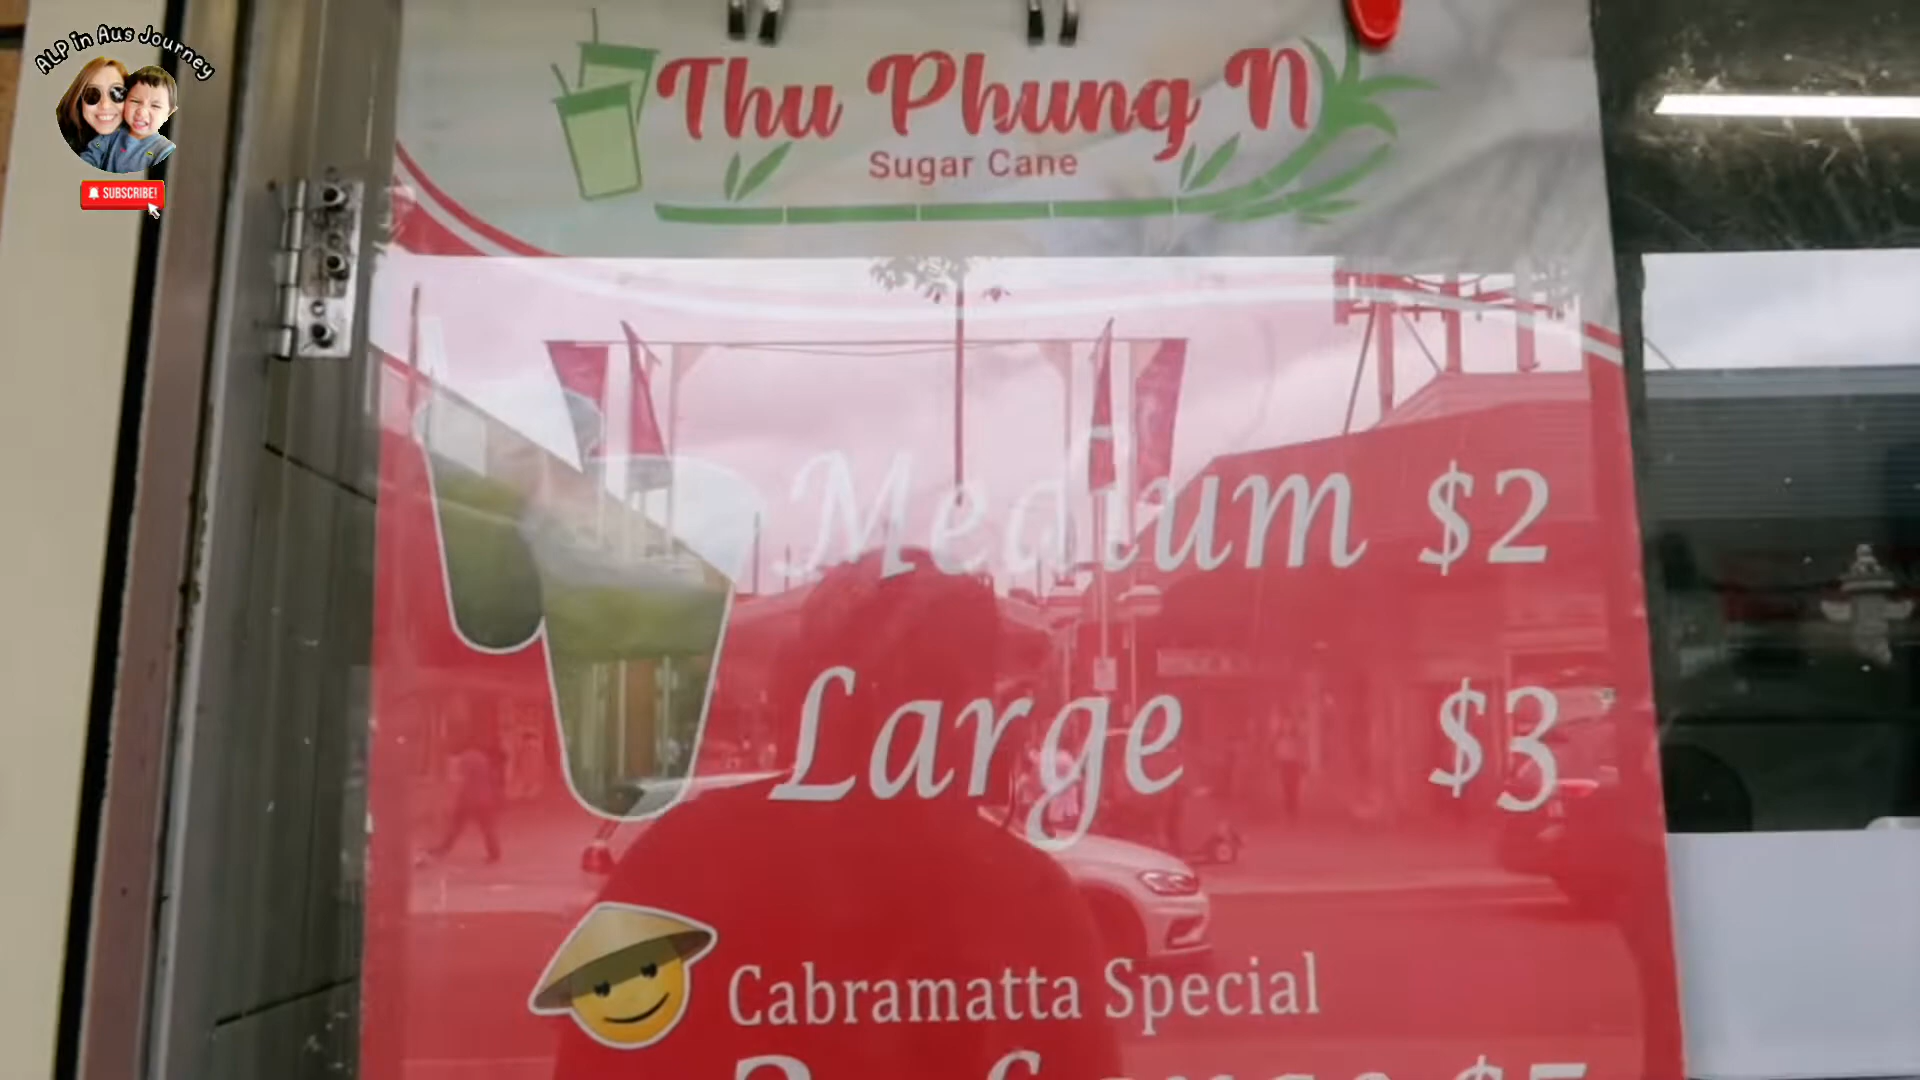 ALP in Aus Journey
SUBSCRIBE!
Thu Phung N
Sugar Cane
Medium $2
Large $3
Cabramatta Special